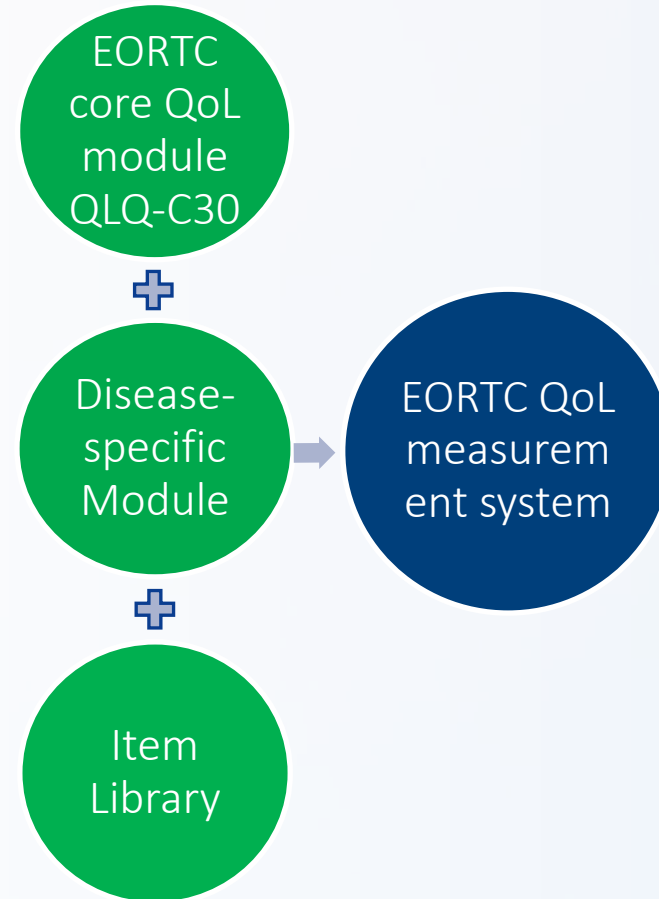 EORTC
core QoL
module
QLQ-C30
Disease-
specific
Module
EORTC QoL
measurem
ent system
Item
Library